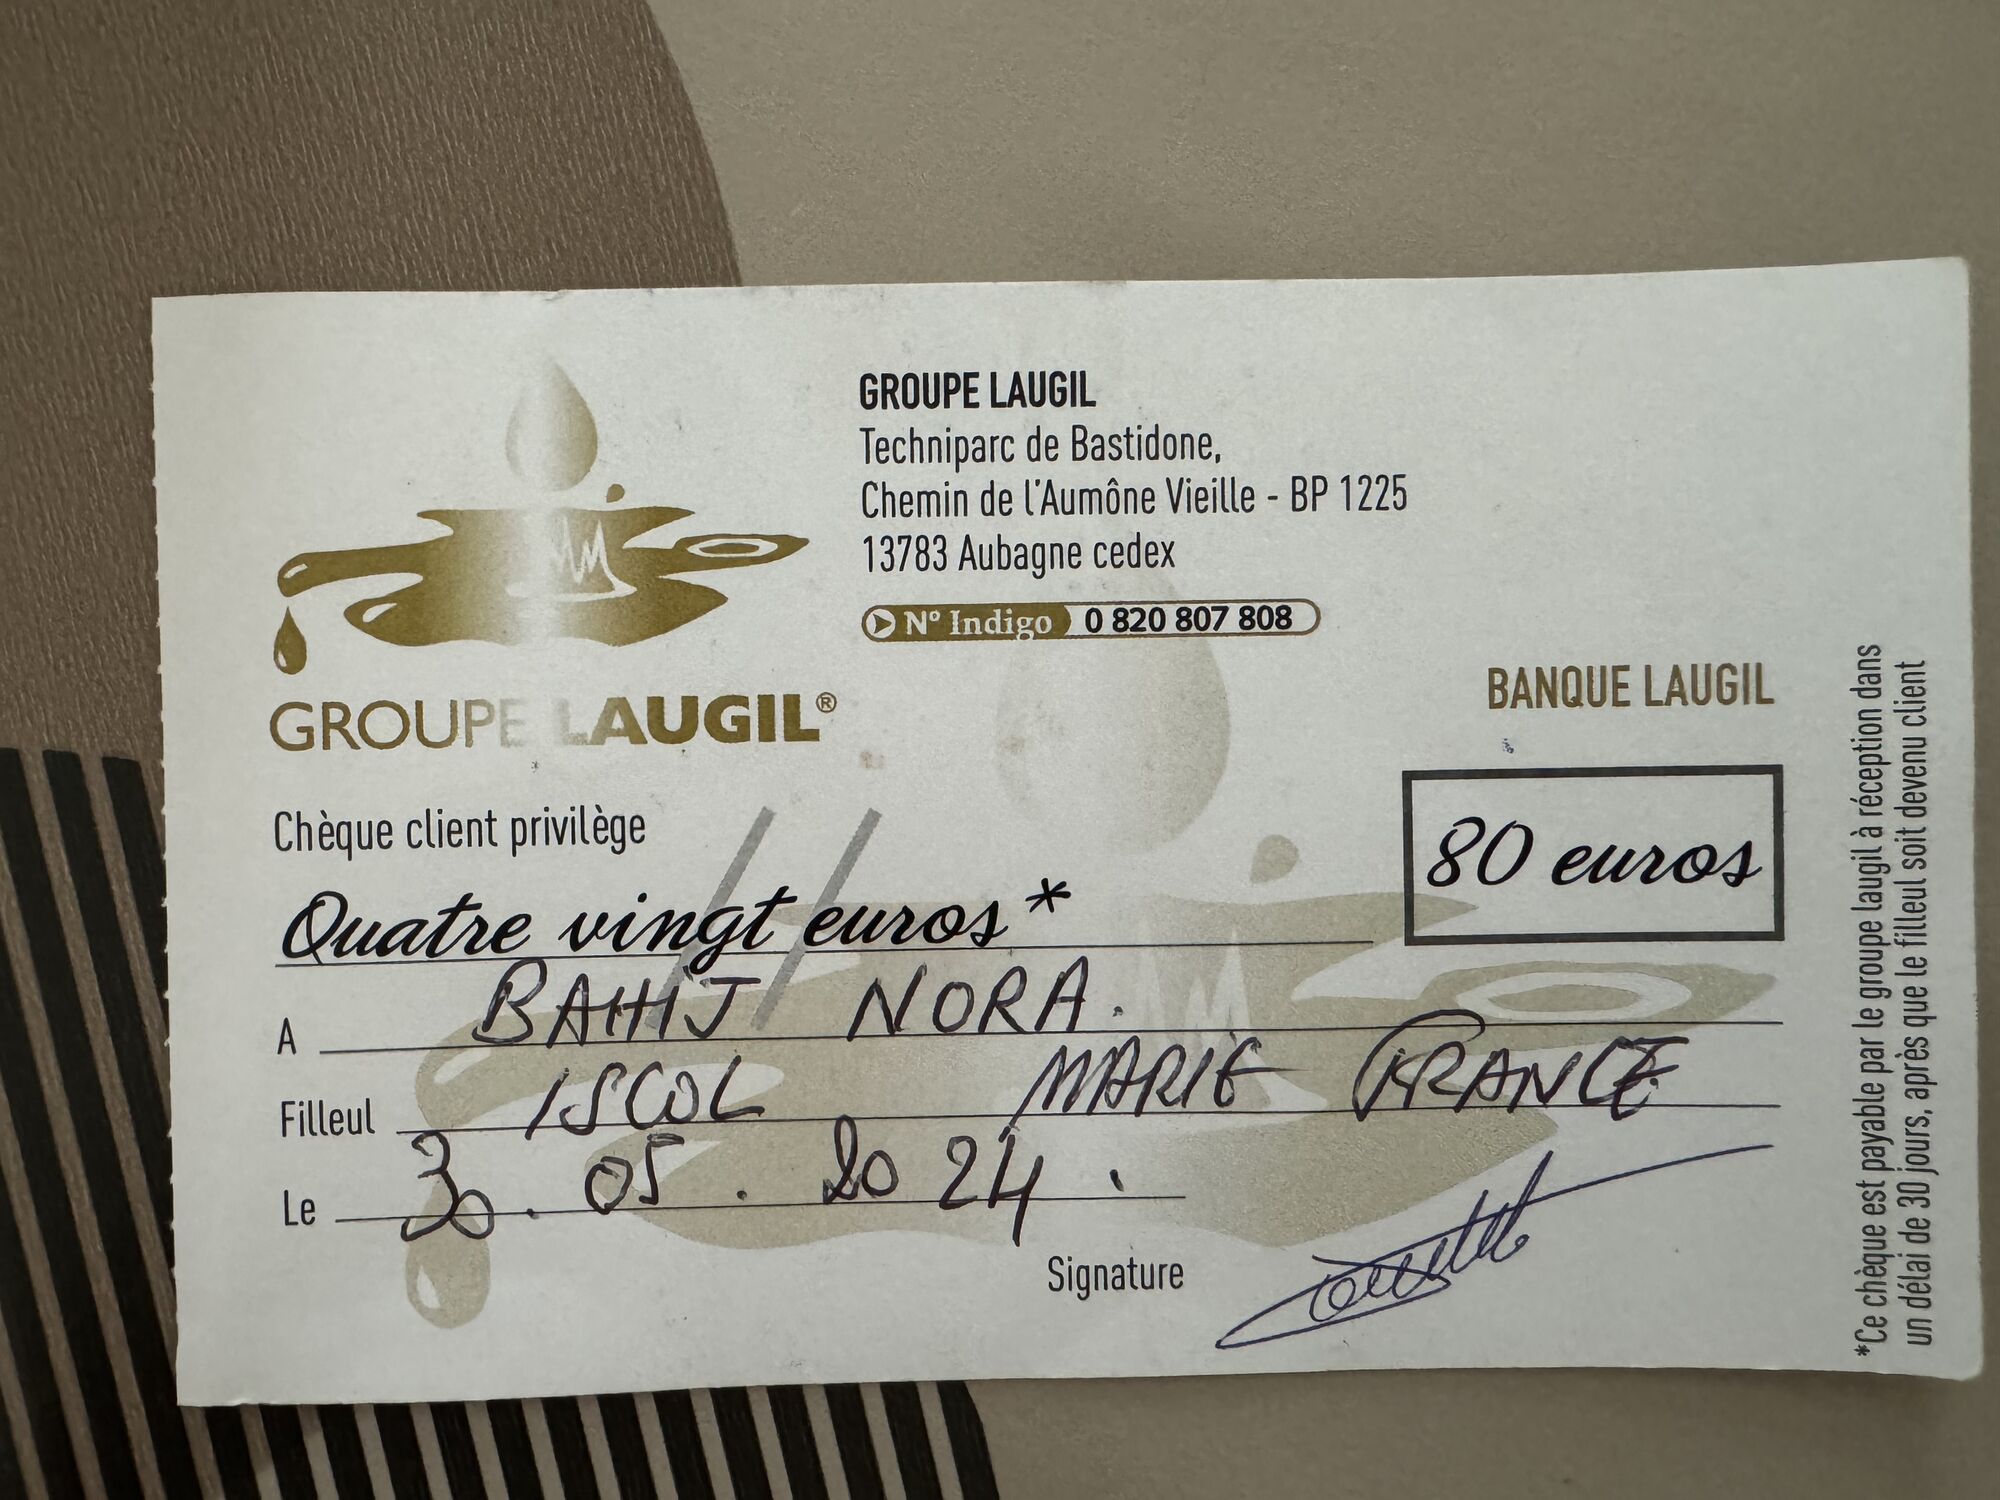 GROUPE LAUGIL
Techniparc de Bastidone,
Chemin de l'Aumône Vieille - BP 1225
13783 Aubagne cedex
N° Indigo 0 820 807 808
GROUPE LAUGIL®
BANQUE LAUGIL
Chèque client privilège
80 euros
Quatre vingt euros*
A BAHIJ NORA.
Filleul ISCOL MARIE FRANCE
Le 30.05.2024.
Signature
*Ce chèque est payable par le groupe laugil à réception dans
un délai de 30 jours, après que le filleul soit devenu client